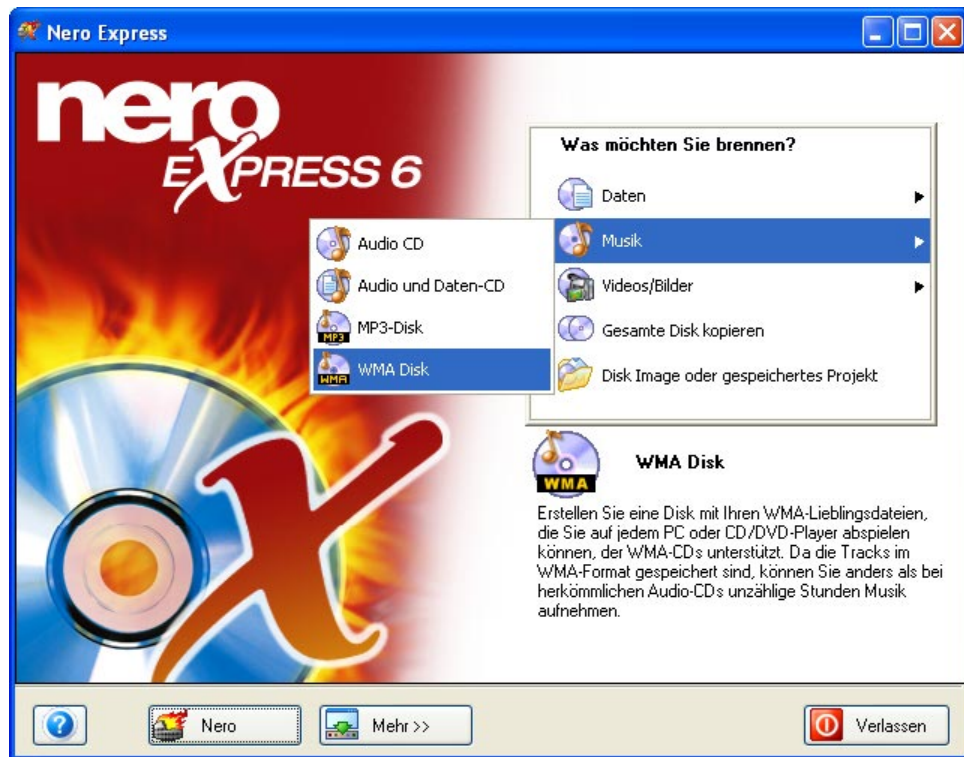 Nero Express
nero
EXPRESS 6
Was möchten Sie brennen?
Daten
Musik
Videos/Bilder
Gesamte Disk kopieren
Disk Image oder gespeichertes Projekt
Audio CD
Audio und Daten-CD
MP3
MP3-Disk
WMA
WMA Disk
WMA
WMA Disk
Erstellen Sie eine Disk mit Ihren WMA-Lieblingsdateien,
die Sie auf jedem PC oder CD/DVD-Player abspielen
können, der WMA-CDs unterstützt. Da die Tracks im
WMA-Format gespeichert sind, können Sie anders als bei
herkömmlichen Audio-CDs unzählige Stunden Musik
aufnehmen.
?
Nero
Mehr >>
Verlassen